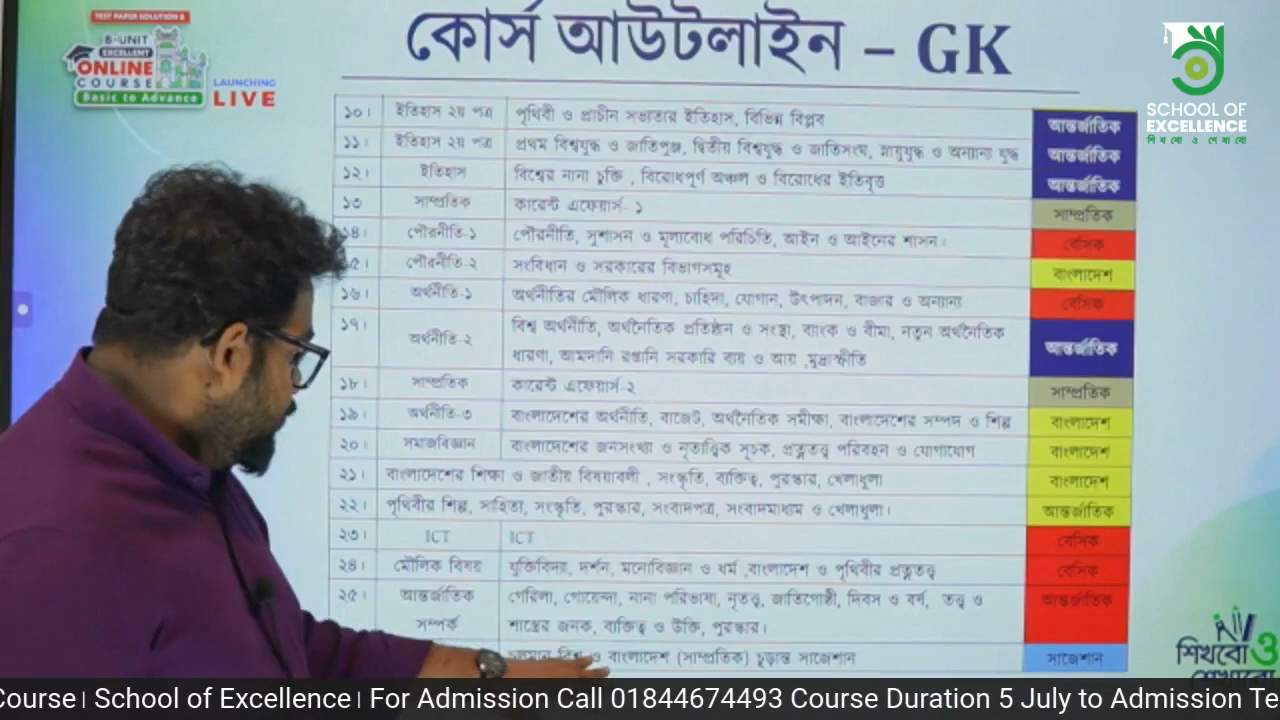 TEST PAPER SOLUTION &
B-UNIT
EXCELLENT
ONLINE
COURSE
Basic to Advance
LAUNCHING
LIVE
কোর্স আউটলাইন – GK
SCHOOL OF
EXCELLENCE
শিখবো ও শেখাবো
১০। ইতিহাস ২য় পত্র পৃথিবী ও প্রাচীন সভ্যতার ইতিহাস, বিভিন্ন বিপ্লব আন্তর্জাতিক
১১। ইতিহাস ২য় পত্র প্রথম বিশ্বযুদ্ধ ও জাতিপুঞ্জ, দ্বিতীয় বিশ্বযুদ্ধ ও জাতিসংঘ, স্নায়ুযুদ্ধ ও অন্যান্য যুদ্ধ আন্তর্জাতিক
১২। ইতিহাস বিশ্বের নানা চুক্তি , বিরোধপূর্ণ অঞ্চল ও বিরোধের ইতিবৃত্ত আন্তর্জাতিক
১৩ সাম্প্রতিক কারেন্ট এফেয়ার্স- ১ সাম্প্রতিক
১৪। পৌরনীতি-১ পৌরনীতি, সুশাসন ও মূল্যবোধ পরিচিতি, আইন ও আইনের শাসন। বেসিক
১৫। পৌরনীতি-২ সংবিধান ও সরকারের বিভাগসমূহ বাংলাদেশ
১৬। অর্থনীতি-১ অর্থনীতির মৌলিক ধারণা, চাহিদা, যোগান, উৎপাদন, বাজার ও অন্যান্য বেসিক
১৭। অর্থনীতি-২ বিশ্ব অর্থনীতি, অর্থনৈতিক প্রতিষ্ঠান ও সংস্থা, ব্যাংক ও বীমা, নতুন অর্থনৈতিক
ধারণা, আমদানি রপ্তানি সরকারি ব্যয় ও আয় ,মুদ্রাস্ফীতি আন্তর্জাতিক
১৮। সাম্প্রতিক কারেন্ট এফেয়ার্স-২ সাম্প্রতিক
১৯। অর্থনীতি-৩ বাংলাদেশের অর্থনীতি, বাজেট, অর্থনৈতিক সমীক্ষা, বাংলাদেশের সম্পদ ও শিল্প বাংলাদেশ
২০। সমাজবিজ্ঞান বাংলাদেশের জনসংখ্যা ও নৃতাত্ত্বিক সূচক, প্রত্নতত্ত্ব পরিবহন ও যোগাযোগ বাংলাদেশ
২১। বাংলাদেশের শিক্ষা ও জাতীয় বিষয়াবলী , সংস্কৃতি, ব্যক্তিত্ব, পুরস্কার, খেলাধুলা বাংলাদেশ
২২। পৃথিবীর শিল্প, সাহিত্য, সংস্কৃতি, পুরস্কার, সংবাদপত্র, সংবাদমাধ্যম ও খেলাধুলা। আন্তর্জাতিক
২৩। ICT ICT বেসিক
২৪। মৌলিক বিষয় যুক্তিবিদ্যা, দর্শন, মনোবিজ্ঞান ও ধর্ম ,বাংলাদেশ ও পৃথিবীর প্রত্নতত্ত্ব বেসিক
২৫। আন্তর্জাতিক গেরিলা, গোয়েন্দা, নানা পরিভাষা, নৃতত্ত্ব, জাতিগোষ্ঠী, দিবস ও বর্ষ, তত্ত্ব ও আন্তর্জাতিক
সম্পর্ক শাস্ত্রের জনক, ব্যক্তিত্ব ও উক্তি, পুরস্কার।
চলমান বিশ্ব ও বাংলাদেশ (সাম্প্রতিক) চূড়ান্ত সাজেশান সাজেশান
শিখবো ও
শেখাবো
Course। School of Excellence। For Admission Call 01844674493 Course Duration 5 July to Admission Te